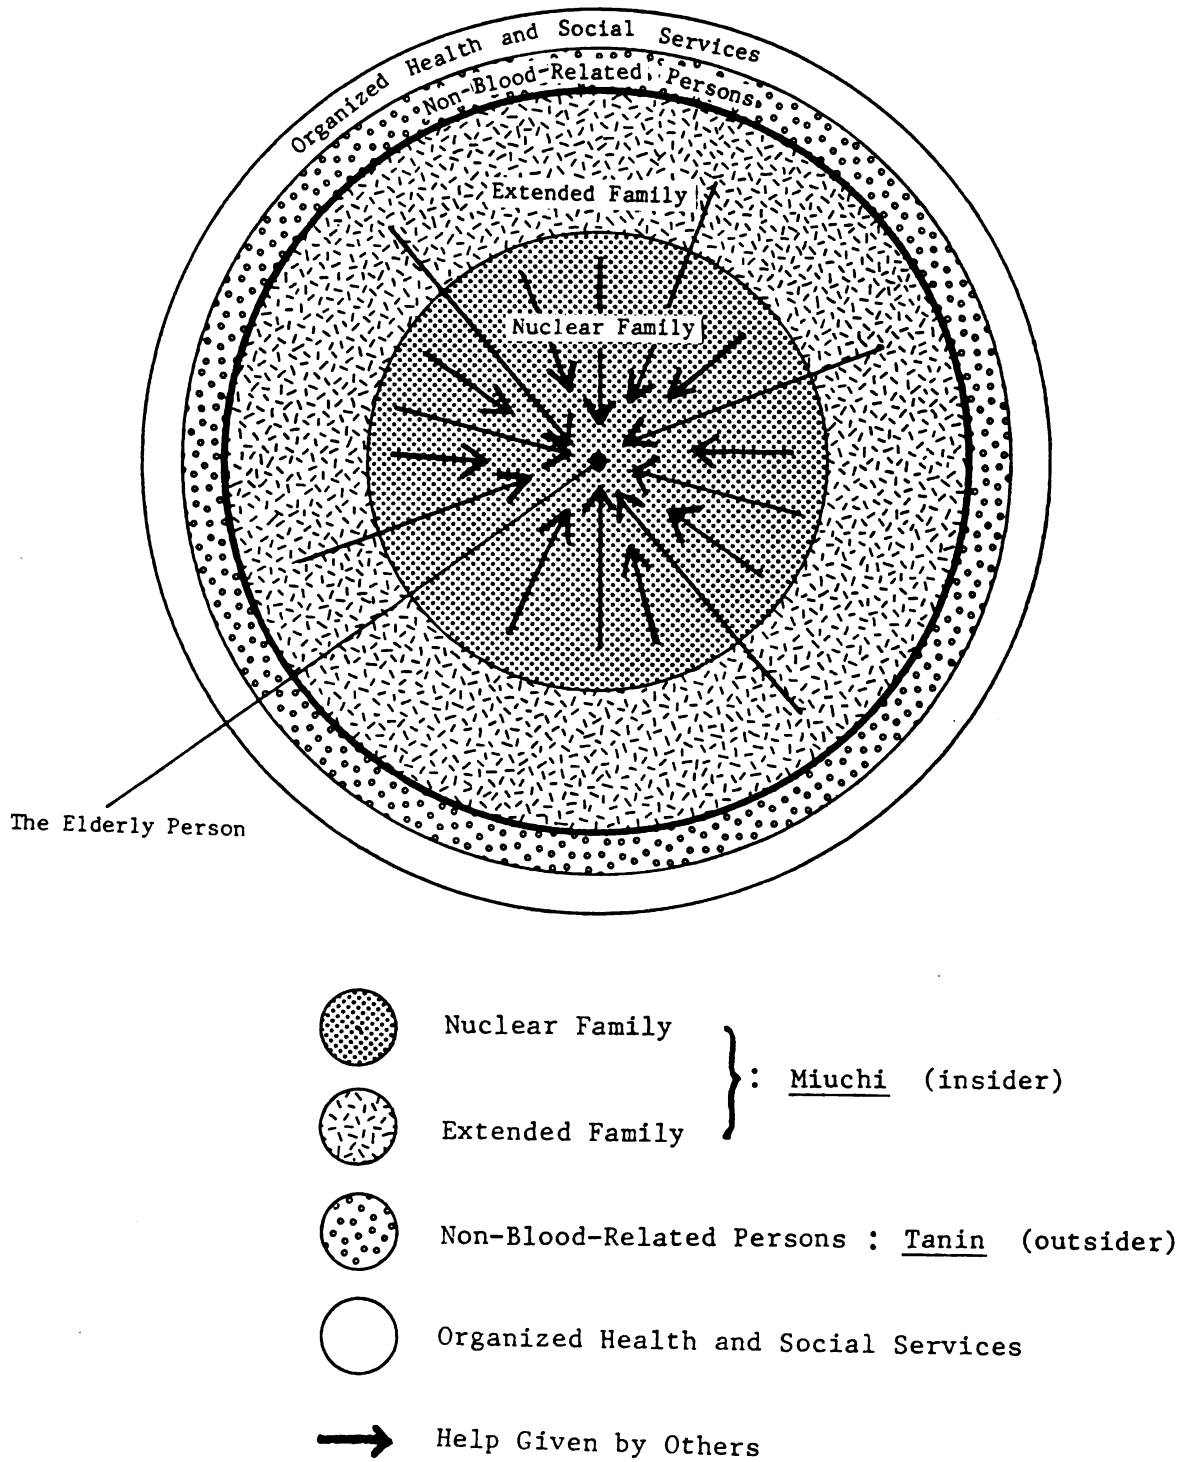 Organized Health and Social Services
Non-Blood-Related Persons
Extended Family
Nuclear Family
The Elderly Person
Nuclear Family
: Miuchi (insider)
Extended Family
Non-Blood-Related Persons : Tanin (outsider)
Organized Health and Social Services
Help Given by Others